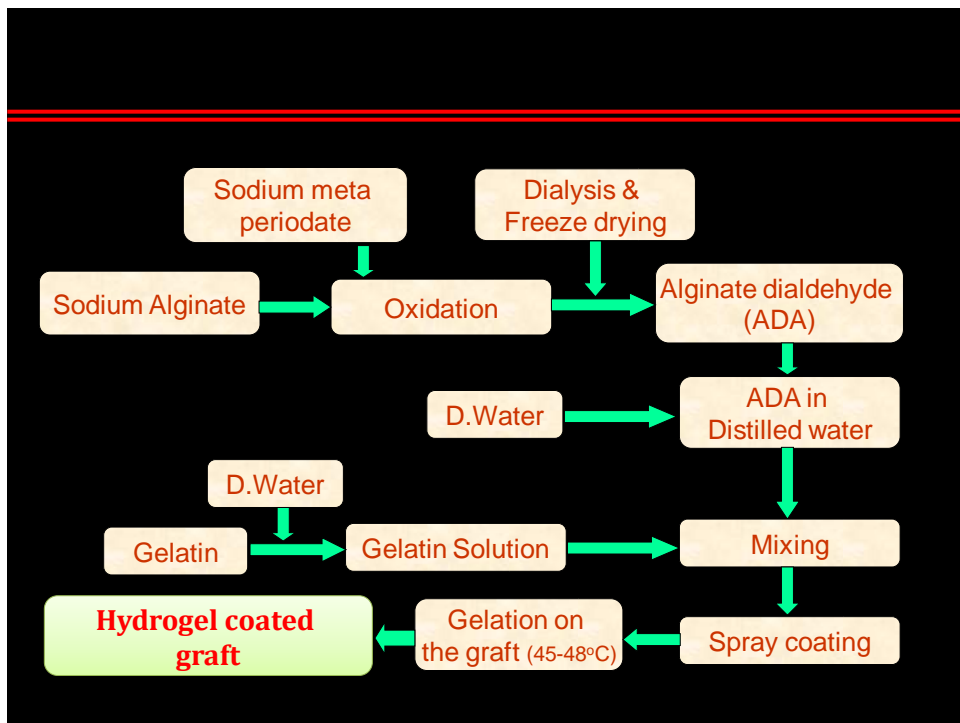 Sodium meta
periodate
Dialysis &
Freeze drying
Sodium Alginate
Oxidation
Alginate dialdehyde
(ADA)
D.Water
ADA in
Distilled water
D.Water
Gelatin
Gelatin Solution
Mixing
Hydrogel coated
graft
Gelation on
the graft (45-48ºC)
Spray coating